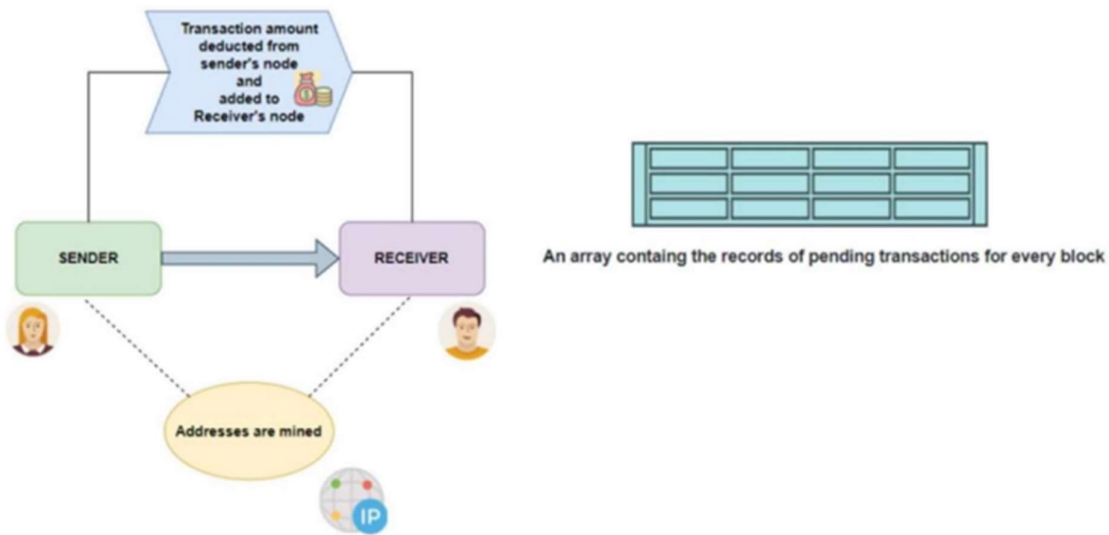 Transaction amount
deducted from
sender's node
and
added to
Receiver's node
$
SENDER
RECEIVER
Addresses are mined
IP
An array containg the records of pending transactions for every block